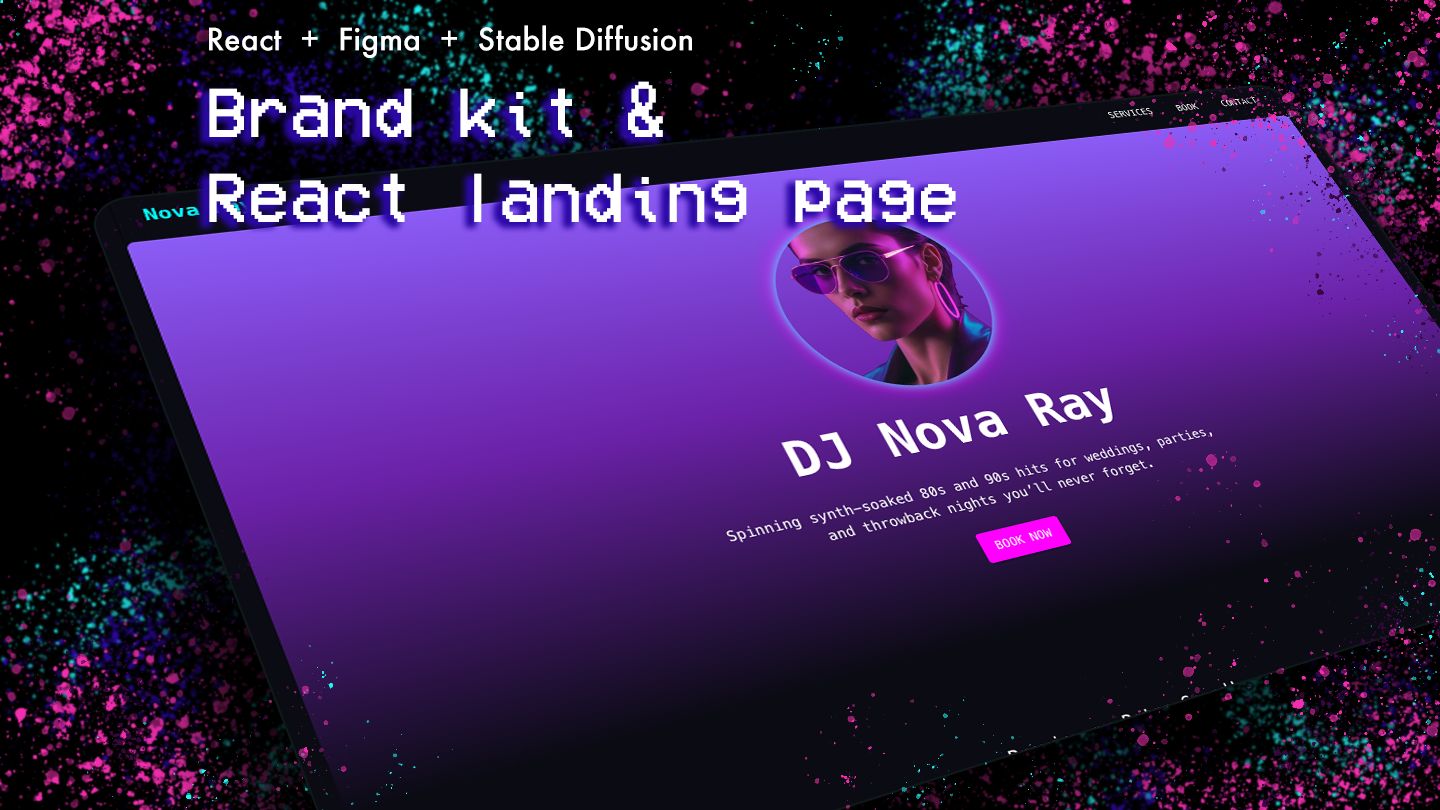 React + Figma + Stable Diffusion
Brand kit &
React landing page
Nova
SERVICES BOOK CONTACT
DJ Nova Ray
Spinning synth-soaked 80s and 90s hits for weddings, parties,
and throwback nights you'll never forget.
BOOK NOW